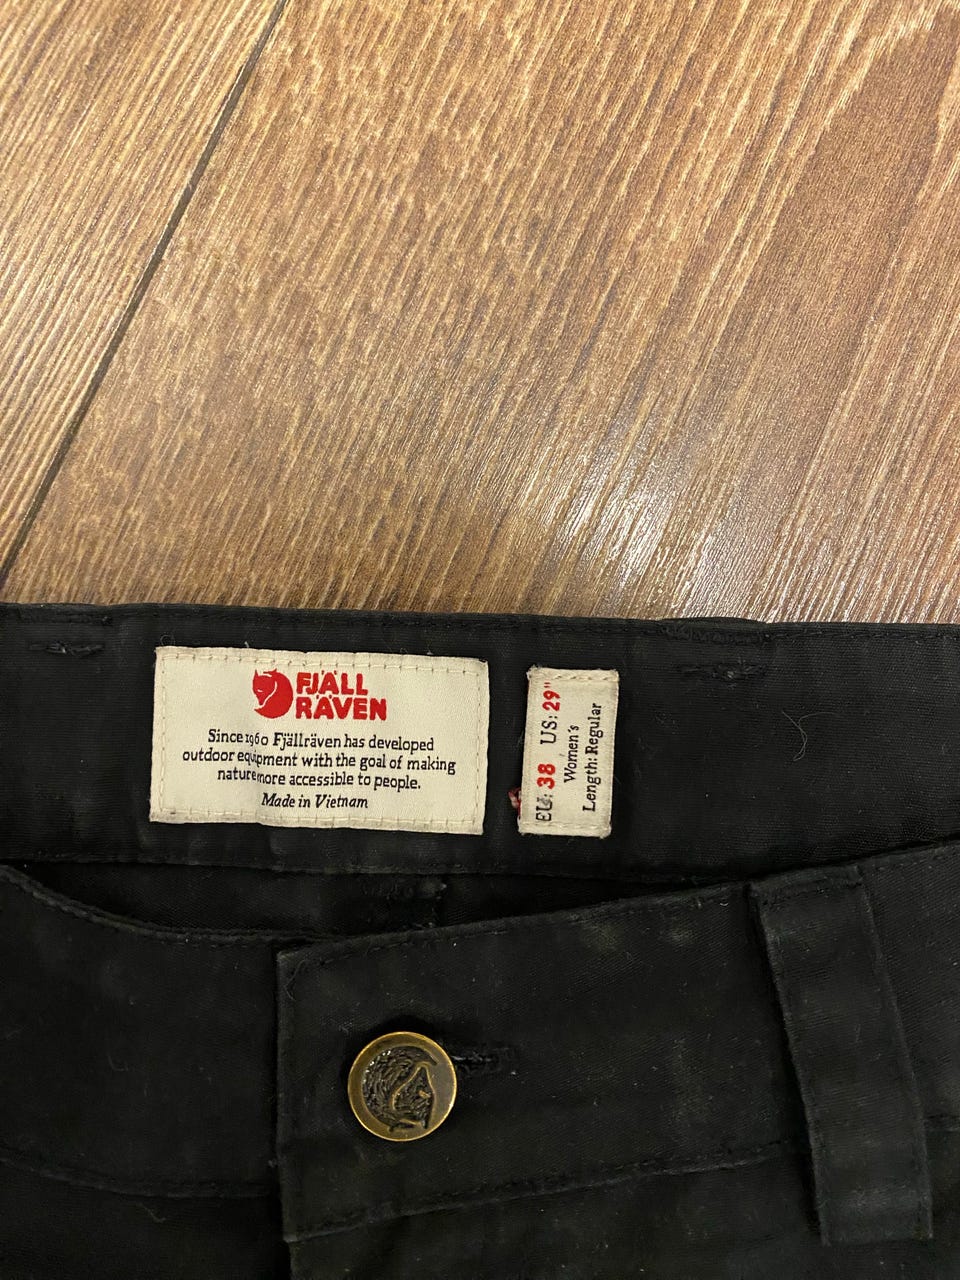 FJÄLL
RÄVEN
Since 1960 Fjällräven has developed
outdoor equipment with the goal of making
nature more accessible to people.
Made in Vietnam
EU: 38 US: 29"
Women's
Length: Regular